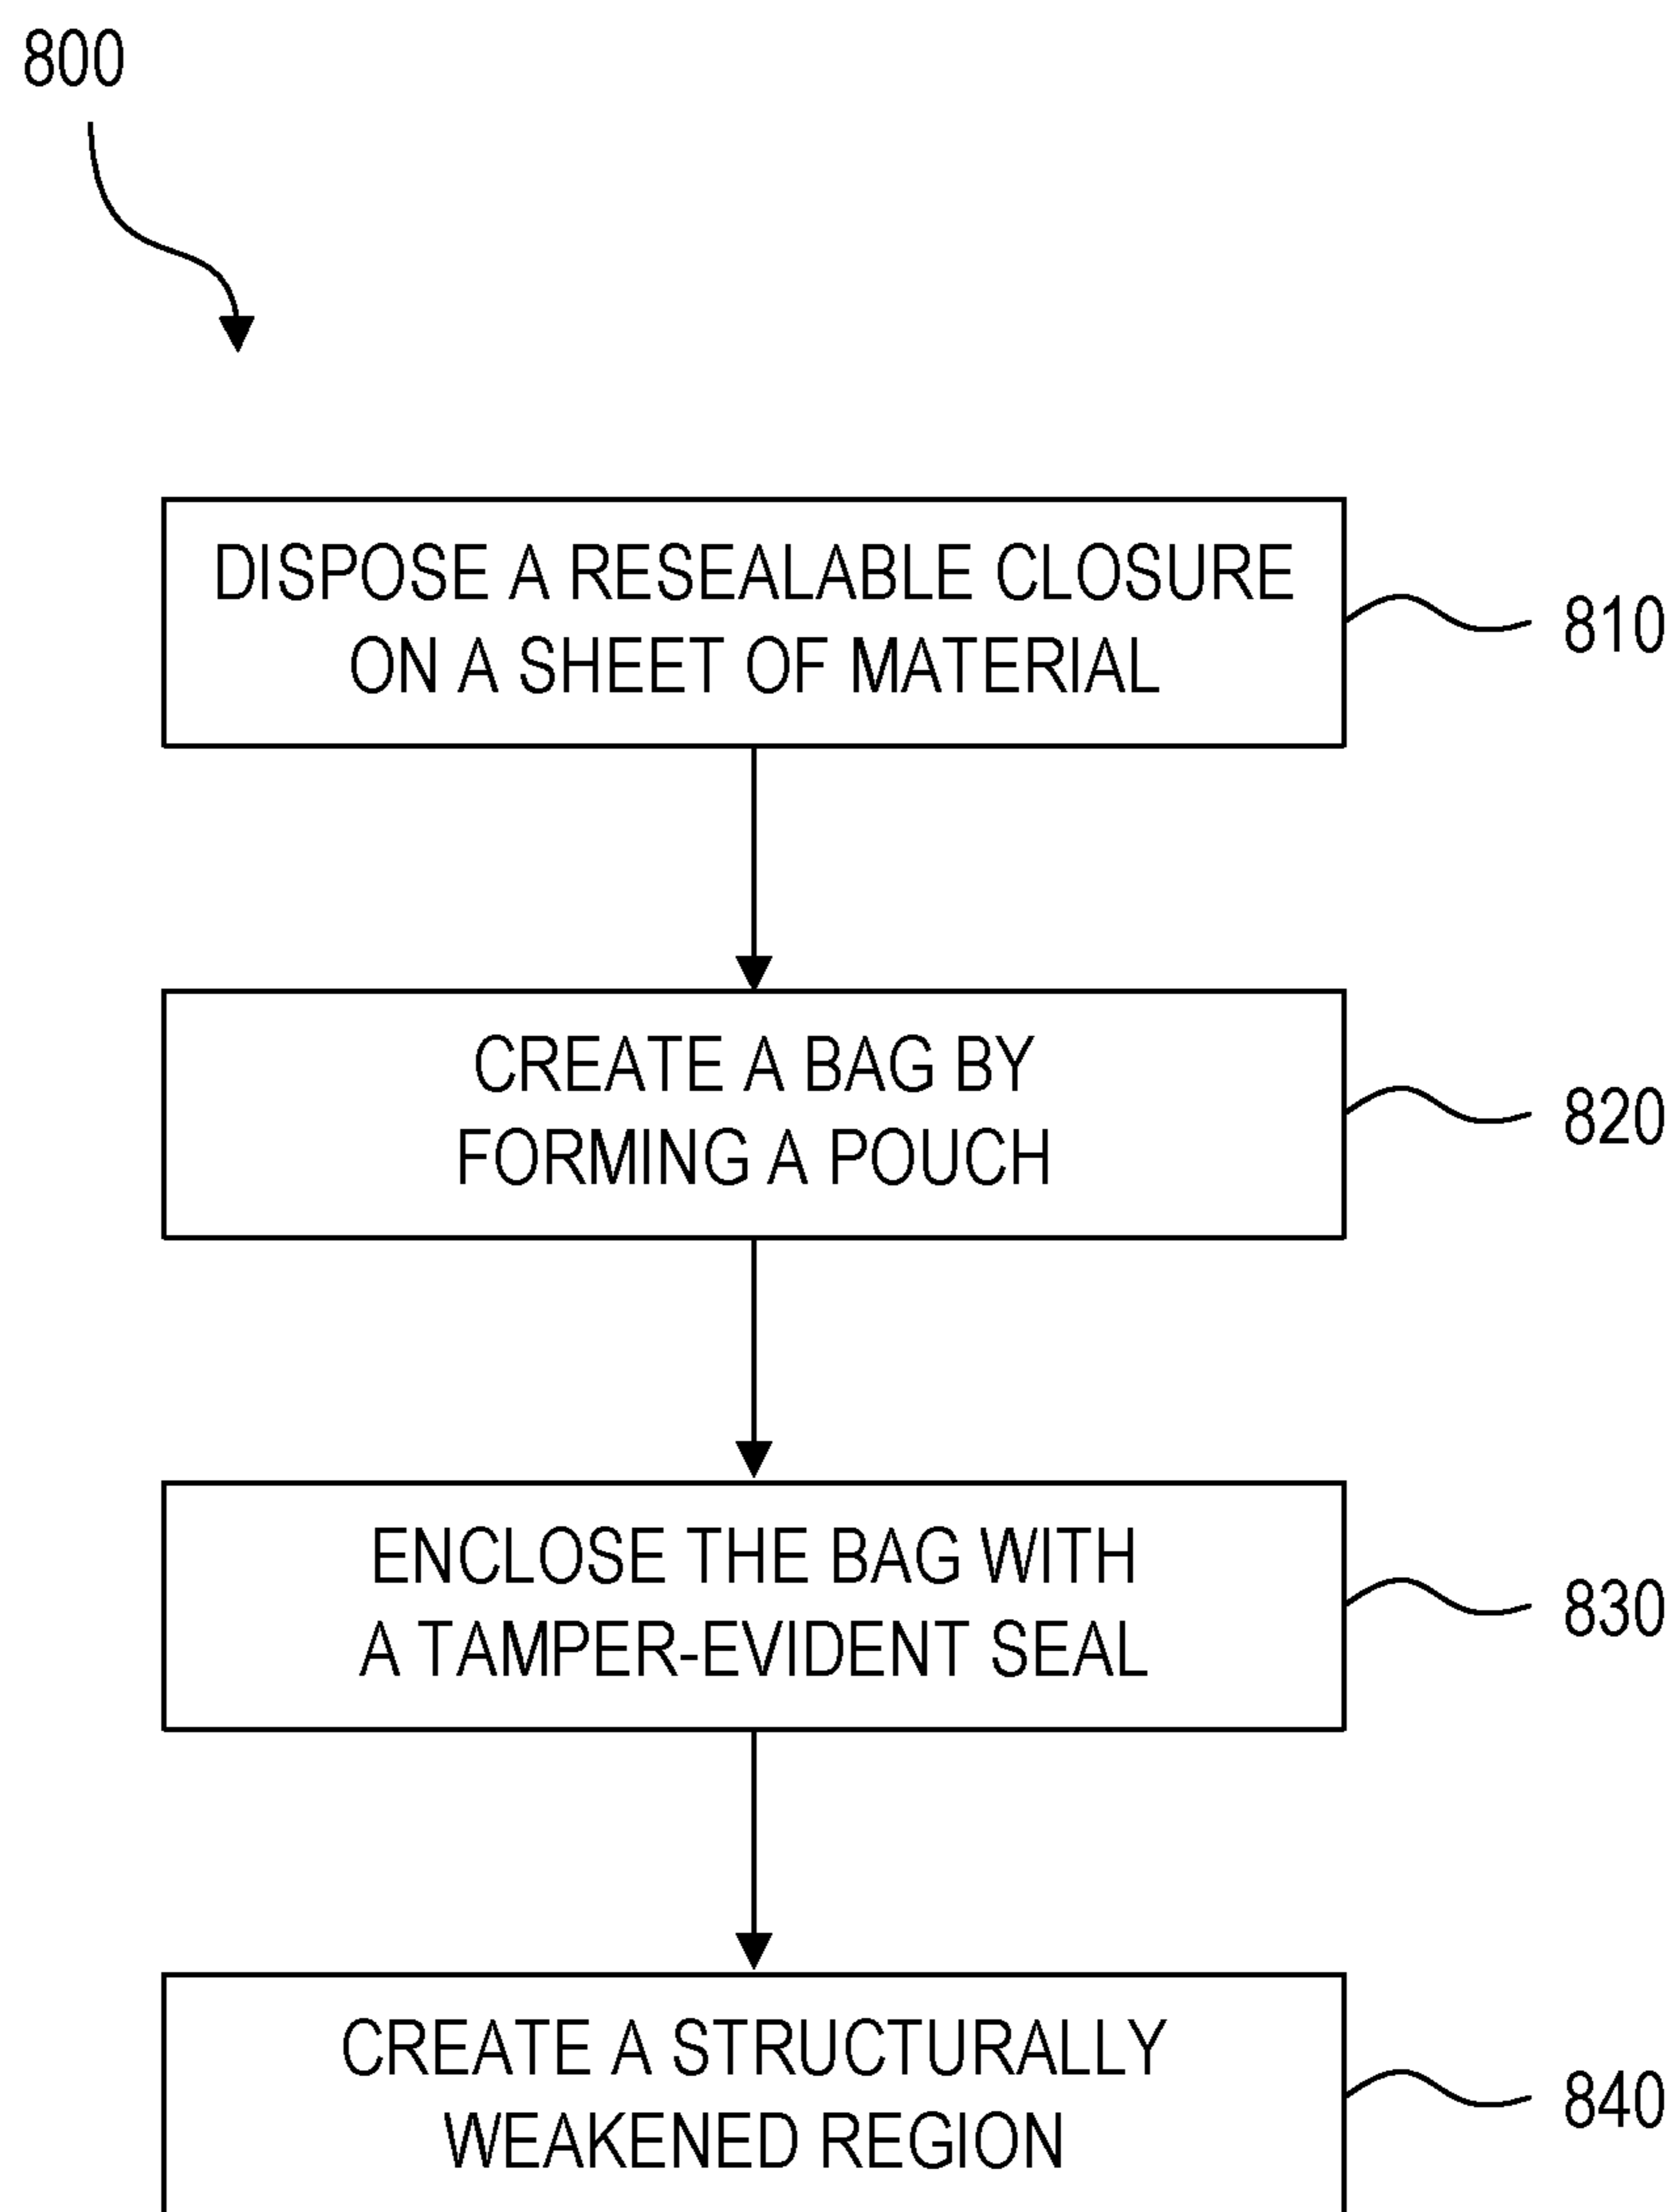 800
DISPOSE A RESEALABLE CLOSURE
ON A SHEET OF MATERIAL
810
CREATE A BAG BY
FORMING A POUCH
820
ENCLOSE THE BAG WITH
A TAMPER-EVIDENT SEAL
830
CREATE A STRUCTURALLY
WEAKENED REGION
840